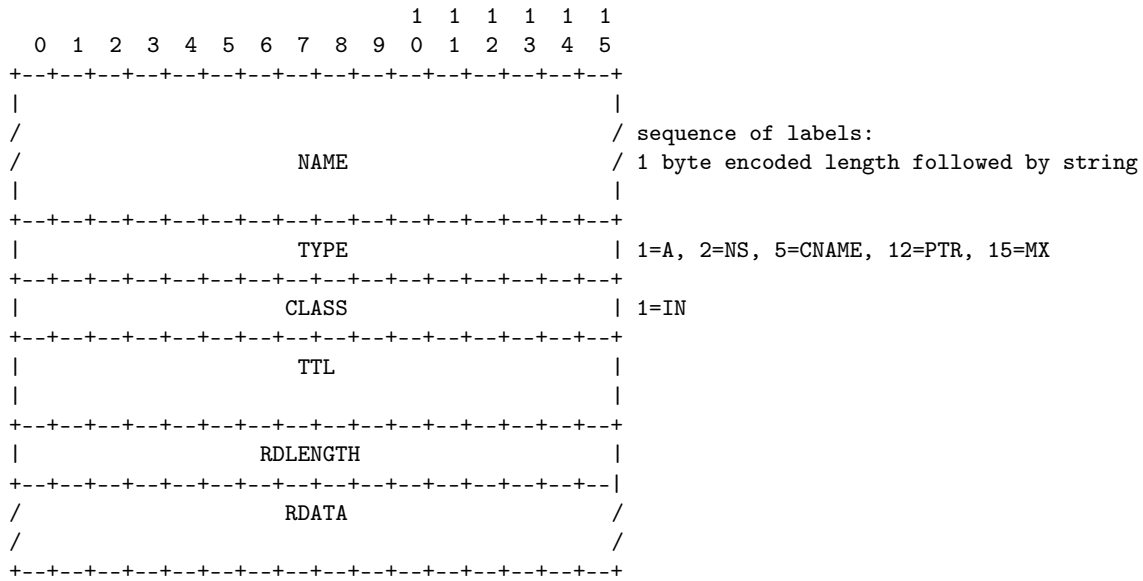 1  1  1  1  1  1
  0  1  2  3  4  5  6  7  8  9  0  1  2  3  4  5
+--+--+--+--+--+--+--+--+--+--+--+--+--+--+--+--+
|                                               |
/                                               / sequence of labels:
/                      NAME                     / 1 byte encoded length followed by string
|                                               |
+--+--+--+--+--+--+--+--+--+--+--+--+--+--+--+--+
|                      TYPE                     | 1=A, 2=NS, 5=CNAME, 12=PTR, 15=MX
+--+--+--+--+--+--+--+--+--+--+--+--+--+--+--+--+
|                     CLASS                     | 1=IN
+--+--+--+--+--+--+--+--+--+--+--+--+--+--+--+--+
|                      TTL                      |
|                                               |
+--+--+--+--+--+--+--+--+--+--+--+--+--+--+--+--+
|                   RDLENGTH                    |
+--+--+--+--+--+--+--+--+--+--+--+--+--+--+--+--|
/                     RDATA                     /
/                                               /
+--+--+--+--+--+--+--+--+--+--+--+--+--+--+--+--+